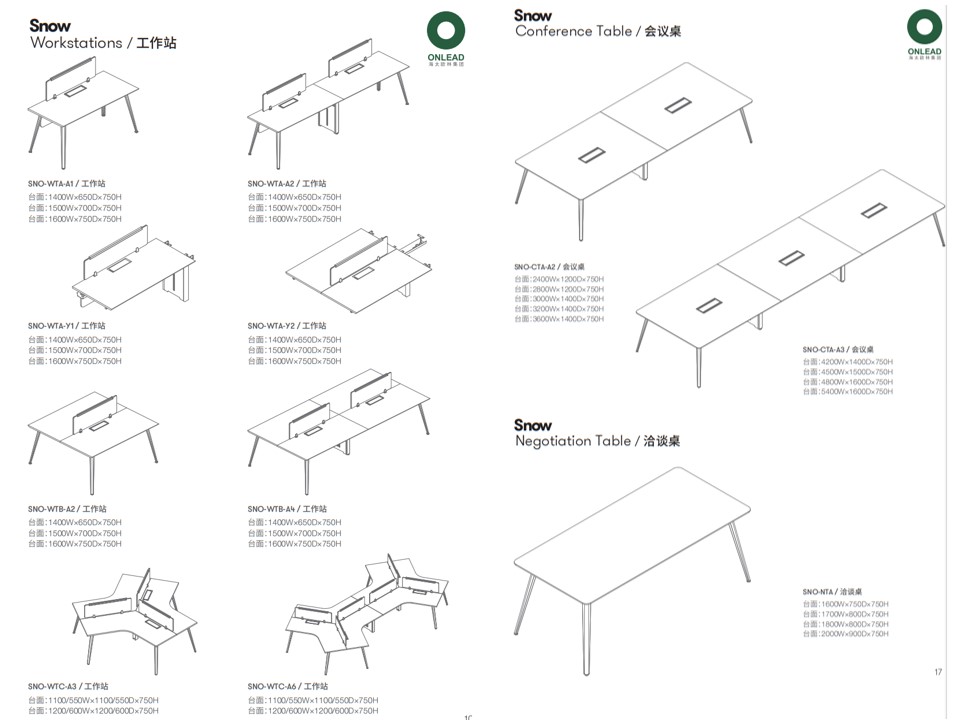 Snow
Workstations / 工作站
ONLEAD
海太欧林集团
SNO-WTA-A1 / 工作站
台面：1400W×650D×750H
台面：1500W×700D×750H
台面：1600W×750D×750H
SNO-WTA-A2 / 工作站
台面：1400W×650D×750H
台面：1500W×700D×750H
台面：1600W×750D×750H
SNO-WTA-Y1 / 工作站
台面：1400W×650D×750H
台面：1500W×700D×750H
台面：1600W×750D×750H
SNO-WTA-Y2 / 工作站
台面：1400W×650D×750H
台面：1500W×700D×750H
台面：1600W×750D×750H
SNO-WTB-A2 / 工作站
台面：1400W×650D×750H
台面：1500W×700D×750H
台面：1600W×750D×750H
SNO-WTB-A4 / 工作站
台面：1400W×650D×750H
台面：1500W×700D×750H
台面：1600W×750D×750H
SNO-WTC-A3 / 工作站
台面：1100/550W×1100/550D×750H
台面：1200/600W×1200/600D×750H
SNO-WTC-A6 / 工作站
台面：1100/550W×1100/550D×750H
台面：1200/600W×1200/600D×750H
Snow
Conference Table / 会议桌
ONLEAD
海太欧林集团
SNO-CTA-A2 / 会议桌
台面：2400W×1200D×750H
台面：2800W×1200D×750H
台面：3000W×1400D×750H
台面：3200W×1400D×750H
台面：3600W×1400D×750H
SNO-CTA-A3 / 会议桌
台面：4200W×1400D×750H
台面：4500W×1500D×750H
台面：4800W×1600D×750H
台面：5400W×1600D×750H
Snow
Negotiation Table / 洽谈桌
SNO-NTA / 洽谈桌
台面：1600W×750D×750H
台面：1700W×800D×750H
台面：1800W×800D×750H
台面：2000W×900D×750H
17